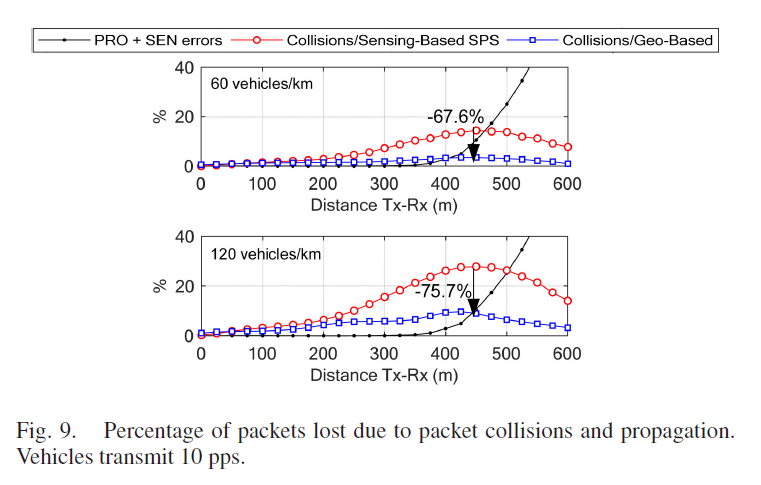 PRO + SEN errors Collisions/Sensing-Based SPS Collisions/Geo-Based
40
60 vehicles/km
-67.6%
%
20
0
0 100 200 300 400 500 600
Distance Tx-Rx (m)
40
120 vehicles/km
%
20
-75.7%
0
0 100 200 300 400 500 600
Distance Tx-Rx (m)
Fig. 9. Percentage of packets lost due to packet collisions and propagation.
Vehicles transmit 10 pps.